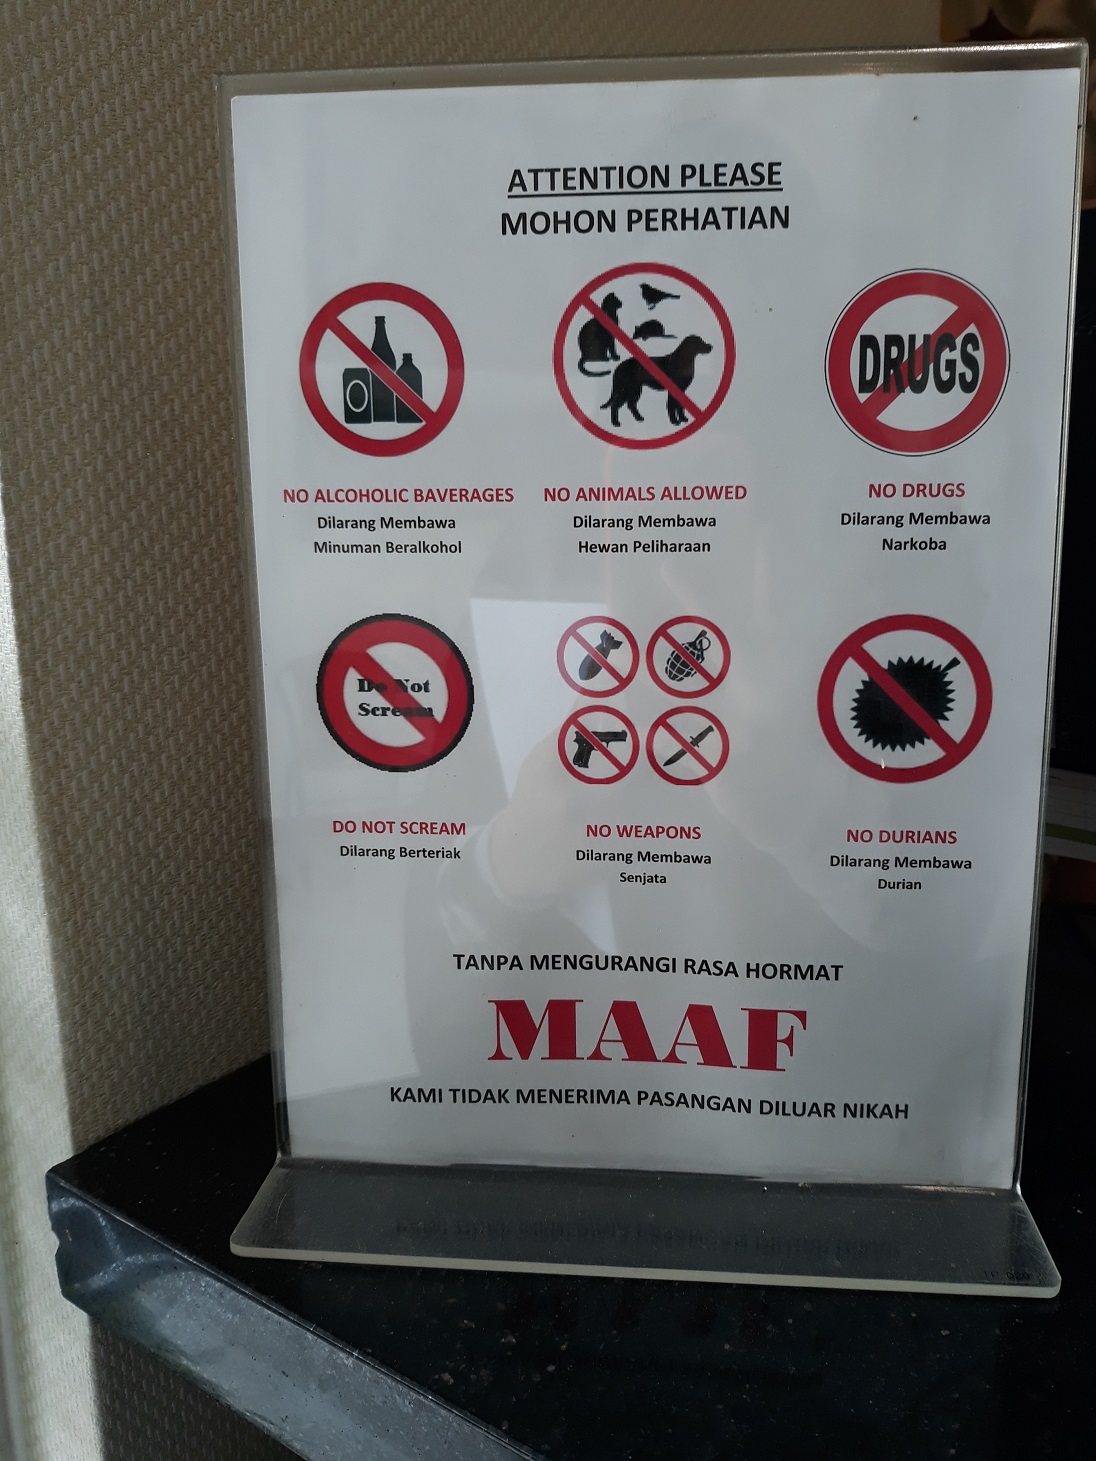 ATTENTION PLEASE
MOHON PERHATIAN
DRUGS
NO ALCOHOLIC BAVERAGES
Dilarang Membawa
Minuman Beralkohol
NO ANIMALS ALLOWED
Dilarang Membawa
Hewan Peliharaan
NO DRUGS
Dilarang Membawa
Narkoba
Do Not
Scream
DO NOT SCREAM
Dilarang Berteriak
NO WEAPONS
Dilarang Membawa
Senjata
NO DURIANS
Dilarang Membawa
Durian
TANPA MENGURANGI RASA HORMAT
MAAF
KAMI TIDAK MENERIMA PASANGAN DILUAR NIKAH